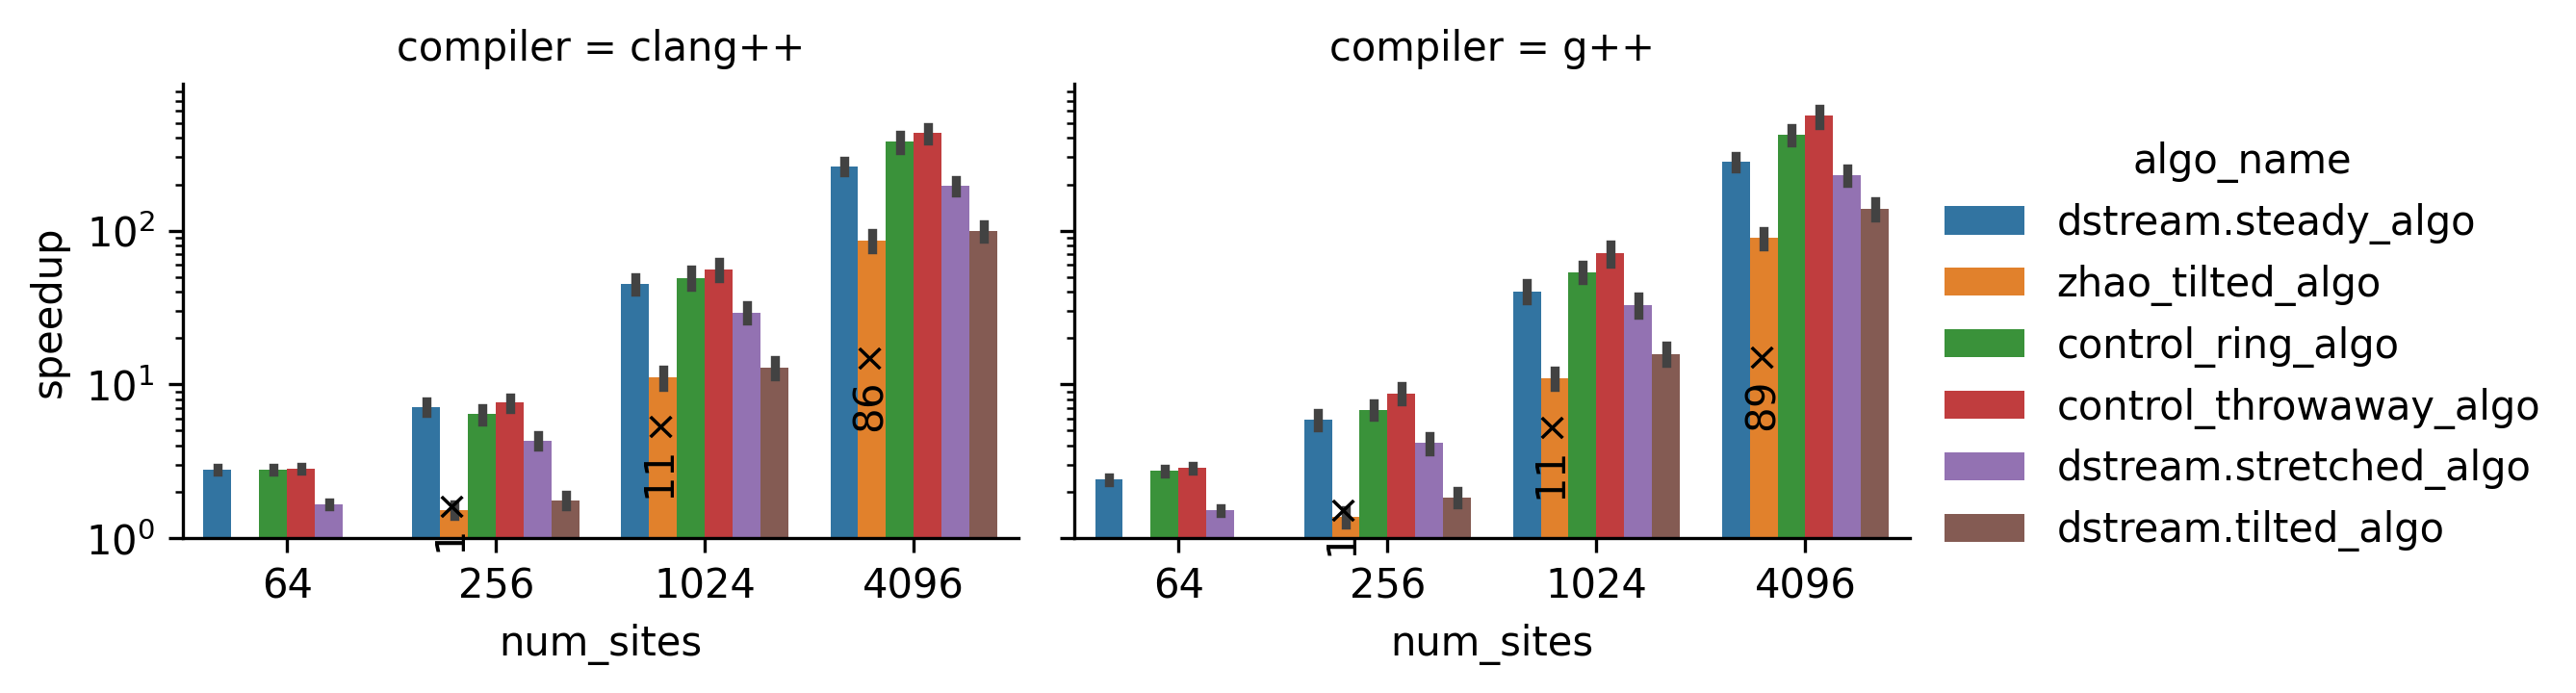 compiler = clang++
compiler = g++
speedup
10²
10¹
10⁰
1×
11×
86×
1×
11×
89×
64 256 1024 4096
64 256 1024 4096
num_sites
num_sites
algo_name
dstream.steady_algo
zhao_tilted_algo
control_ring_algo
control_throwaway_algo
dstream.stretched_algo
dstream.tilted_algo